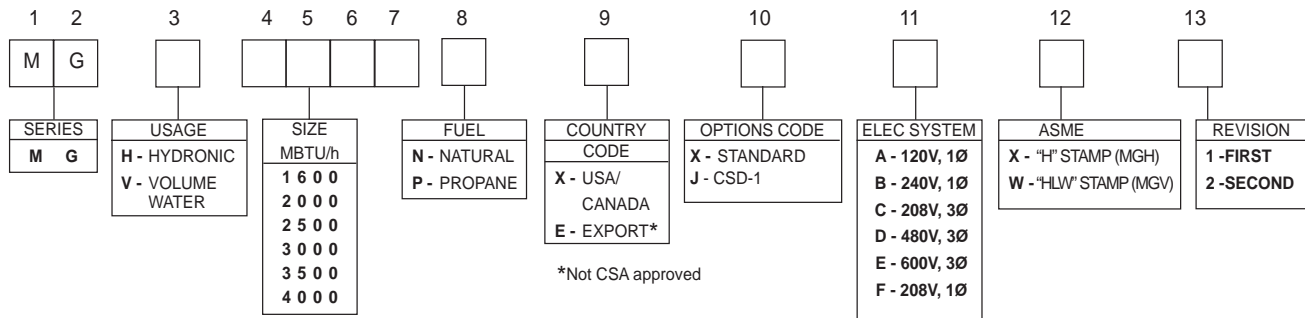 1 2 3 4 5 6 7 8 9 10 11 12 13
M G
SERIES
M G
USAGE
H - HYDRONIC
V - VOLUME
WATER
SIZE
MBTU/h
1 6 0 0
2 0 0 0
2 5 0 0
3 0 0 0
3 5 0 0
4 0 0 0
FUEL
N - NATURAL
P - PROPANE
COUNTRY
CODE
X - USA/
CANADA
E - EXPORT*
*Not CSA approved
OPTIONS CODE
X - STANDARD
J - CSD-1
ELEC SYSTEM
A - 120V, 1Ø
B - 240V, 1Ø
C - 208V, 3Ø
D - 480V, 3Ø
E - 600V, 3Ø
F - 208V, 1Ø
ASME
X - “H” STAMP (MGH)
W - “HLW” STAMP (MGV)
REVISION
1 -FIRST
2 -SECOND